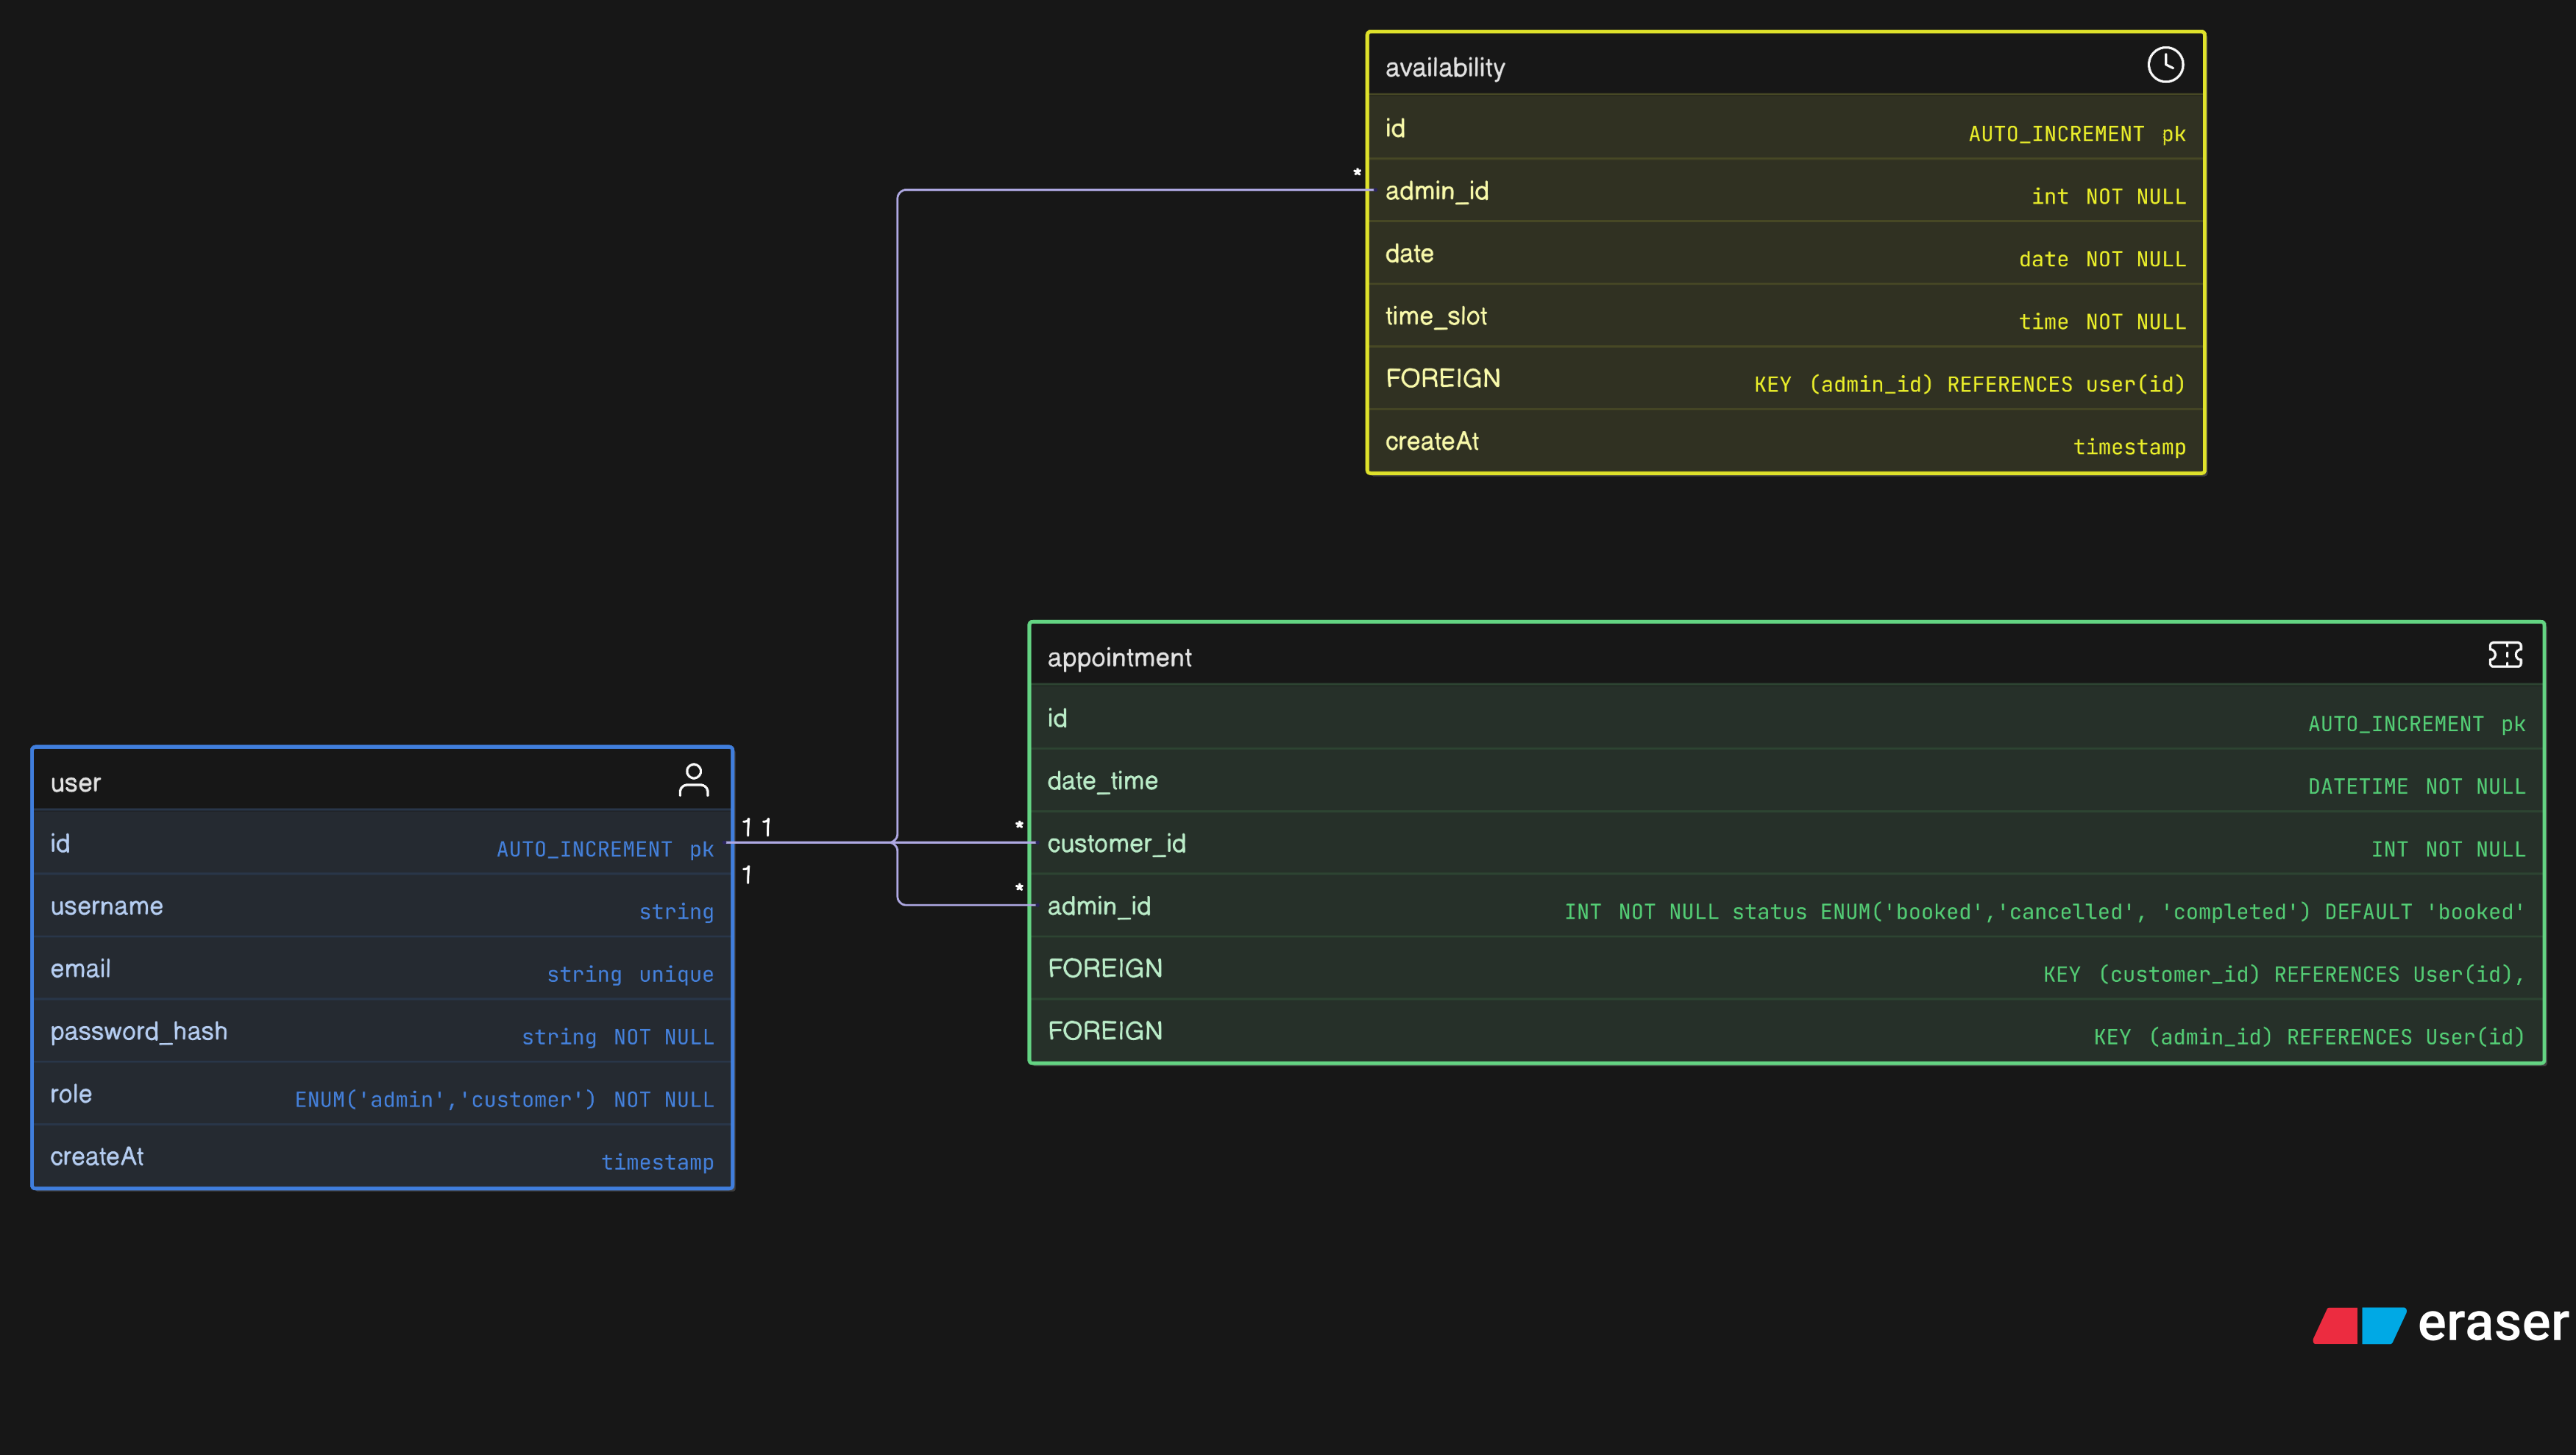 availability
id AUTO_INCREMENT pk
*
admin_id int NOT NULL
date date NOT NULL
time_slot time NOT NULL
FOREIGN KEY (admin_id) REFERENCES user(id)
createAt timestamp
appointment
id AUTO_INCREMENT pk
date_time DATETIME NOT NULL
*
customer_id INT NOT NULL
*
admin_id INT NOT NULL status ENUM('booked','cancelled', 'completed') DEFAULT 'booked'
FOREIGN KEY (customer_id) REFERENCES User(id),
FOREIGN KEY (admin_id) REFERENCES User(id)
user
1 1
id AUTO_INCREMENT pk
1
username string
email string unique
password_hash string NOT NULL
role ENUM('admin','customer') NOT NULL
createAt timestamp
eraser